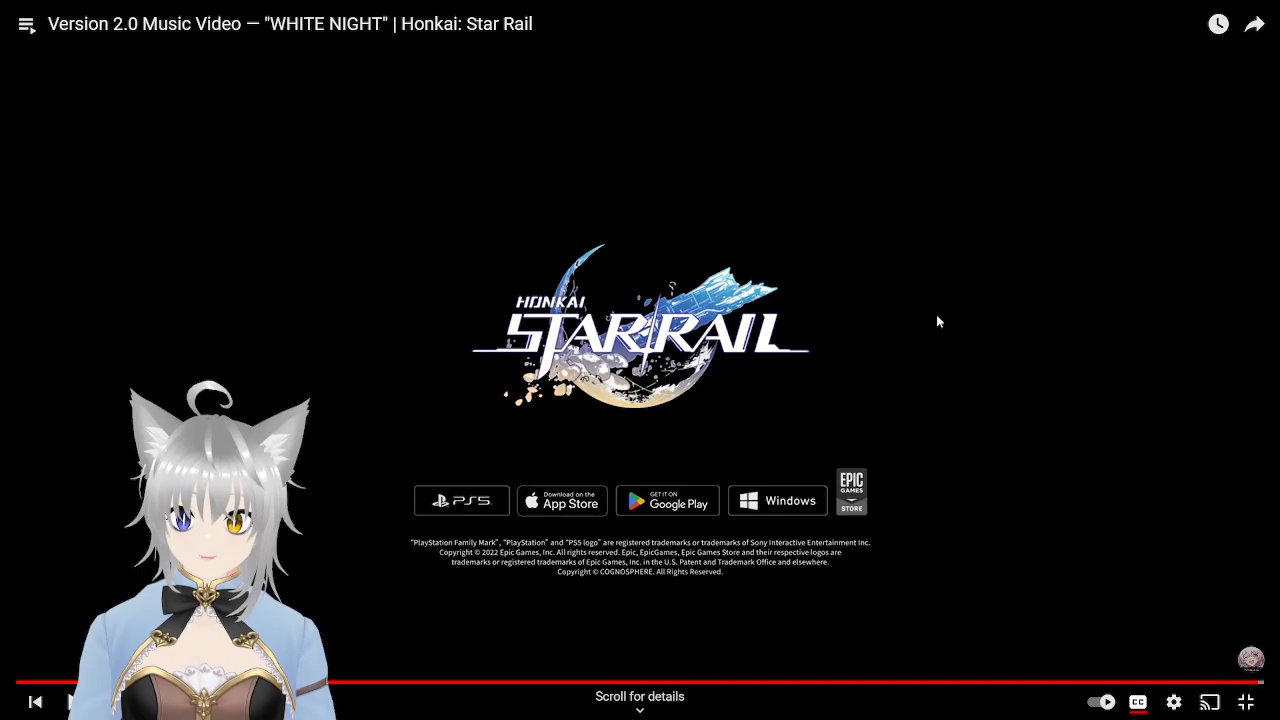 Version 2.0 Music Video — "WHITE NIGHT" | Honkai: Star Rail
HONKAI
STAR RAIL
PS5
Download on the
App Store
GET IT ON
Google Play
Windows
EPIC
GAMES
STORE
"PlayStation Family Mark", "PlayStation" and "PS5 logo" are registered trademarks or trademarks of Sony Interactive Entertainment Inc.
Copyright © 2022 Epic Games, Inc. All rights reserved. Epic, EpicGames, Epic Games Store and their respective logos are
trademarks or registered trademarks of Epic Games, Inc. in the U.S. Patent and Trademark Office and elsewhere.
Copyright © COGNOSPHERE. All Rights Reserved.
Scroll for details
CC